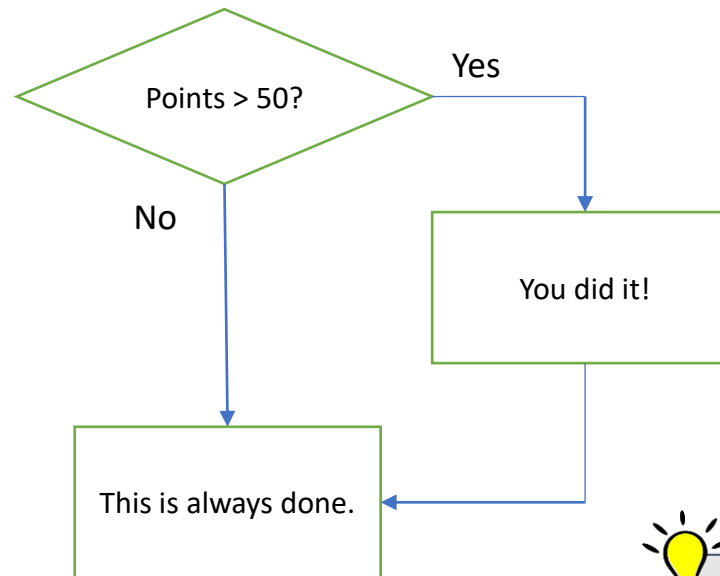 Points > 50?
Yes
No
You did it!
This is always done.